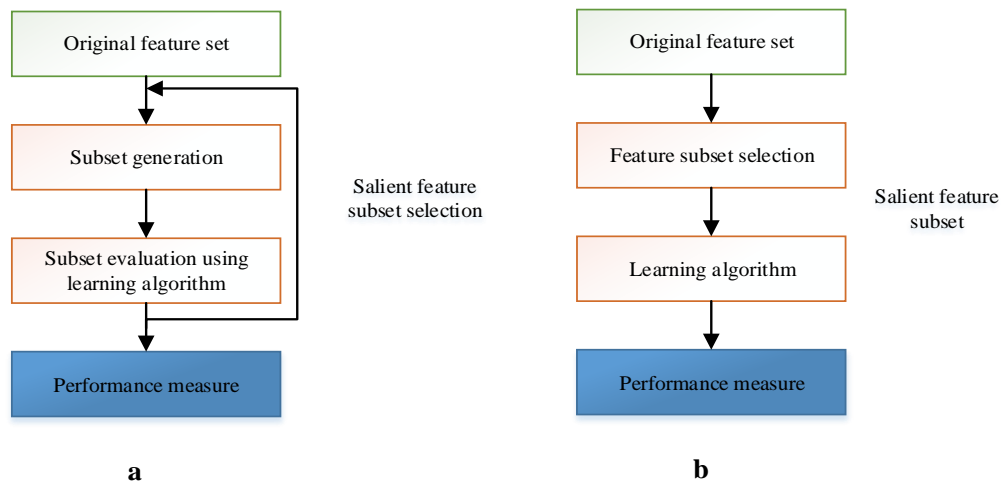 Original feature set
Subset generation
Subset evaluation using
learning algorithm
Performance measure
Salient feature
subset selection
a
Original feature set
Feature subset selection
Learning algorithm
Performance measure
Salient feature
subset
b